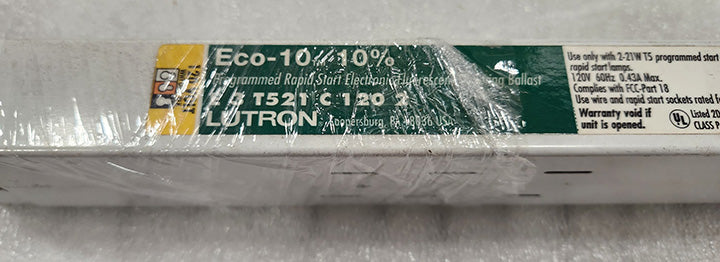 Eco-10 10%
Programmed Rapid Start Electronic Fluorescent Ballast
T521 C 120 2
LUTRON Coopersburg, PA 18036 USA
Use only with 2-21W T5 programmed start
rapid start lamps.
120V 60Hz 0.43A Max.
Complies with FCC-Part 18
Use wire and rapid start sockets rated f
Warranty void if
unit is opened.
UL Listed
CLASS P